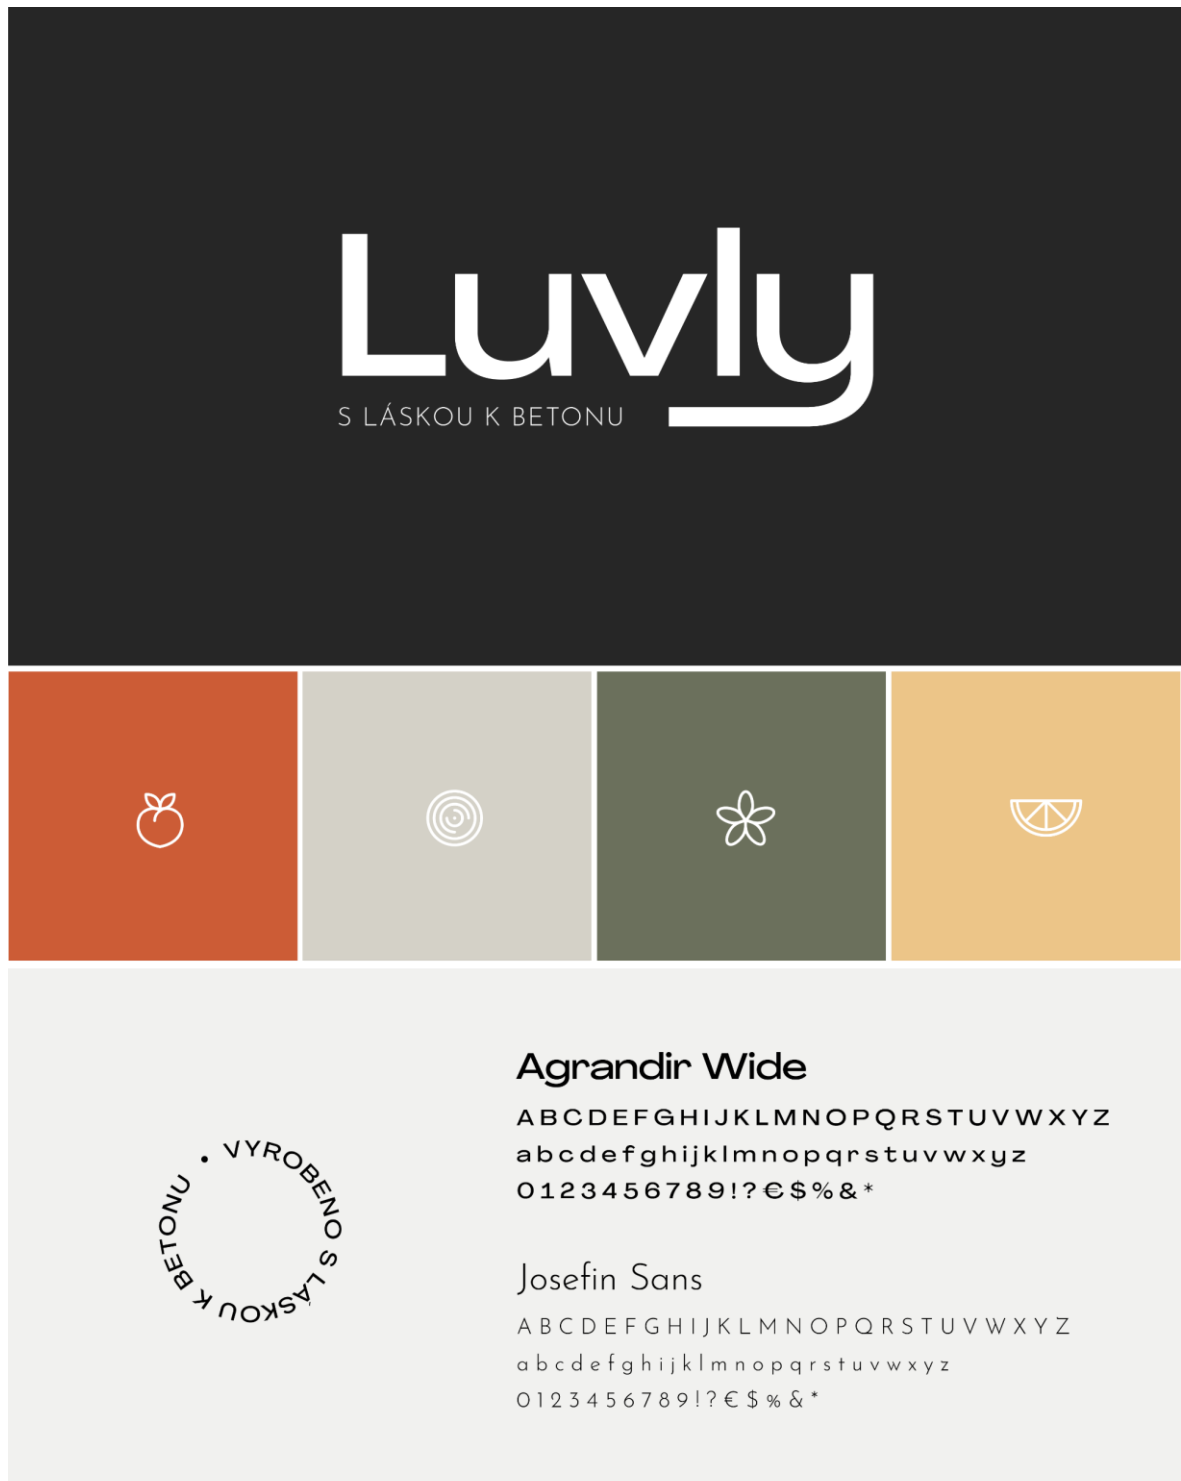 Luvly
S LÁSKOU K BETONU
• VYROBENO S LÁSKOU K BETONU
Agrandir Wide
ABCDEFGHIJKLMNOPQRSTUVWXYZ
abcdefghijklmnopqrstuvwxyz
0123456789!?€$%&*
Josefin Sans
ABCDEFGHIJKLMNOPQRSTUVWXYZ
abcdefghijklmnopqrstuvwxyz
0123456789!?€$%&*